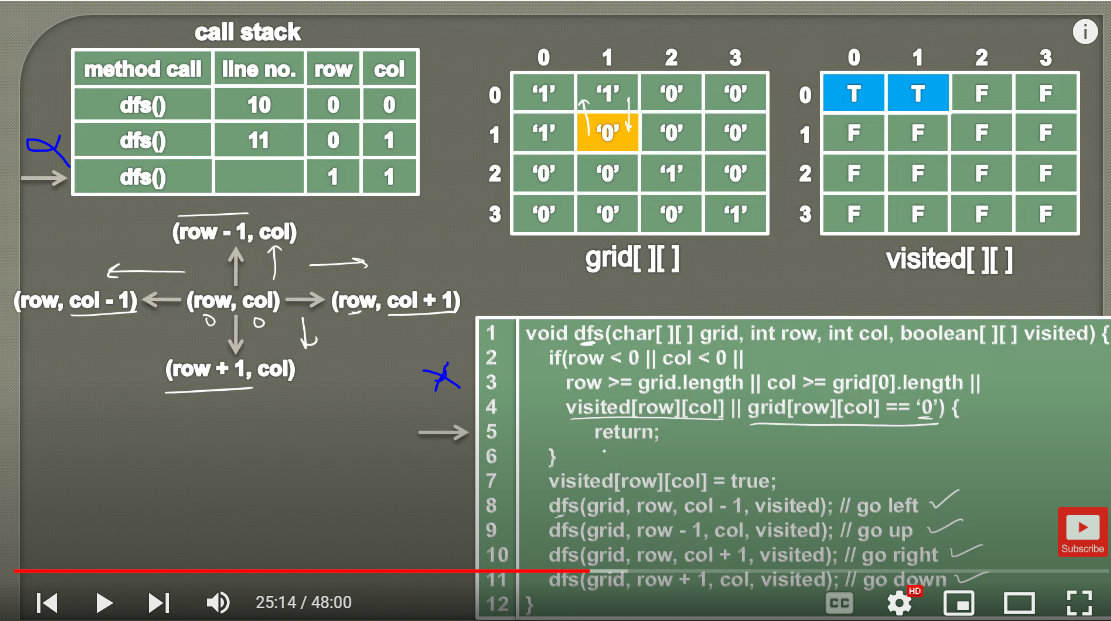 call stack
method call line no. row col
dfs() 10 0 0
dfs() 11 0 1
dfs() 1 1
(row - 1, col)
(row, col - 1) (row, col) (row, col + 1)
0 0
(row + 1, col)
0 1 2 3
0 ‘1’ ‘1’ ‘0’ ‘0’
1 ‘1’ ‘0’ ‘0’ ‘0’
2 ‘0’ ‘0’ ‘1’ ‘0’
3 ‘0’ ‘0’ ‘0’ ‘1’
grid[ ][ ]
0 1 2 3
0 T T F F
1 F F F F
2 F F F F
3 F F F F
visited[ ][ ]
i
1 void dfs(char[ ][ ] grid, int row, int col, boolean[ ][ ] visited) {
2 if(row < 0 || col < 0 ||
3 row >= grid.length || col >= grid[0].length ||
4 visited[row][col] || grid[row][col] == ‘0’) {
5 return;
6 }
7 visited[row][col] = true;
8 dfs(grid, row, col - 1, visited); // go left
9 dfs(grid, row - 1, col, visited); // go up
10 dfs(grid, row, col + 1, visited); // go right
11 dfs(grid, row + 1, col, visited); // go down
12 }
Subscribe
25:14 / 48:00
CC
HD